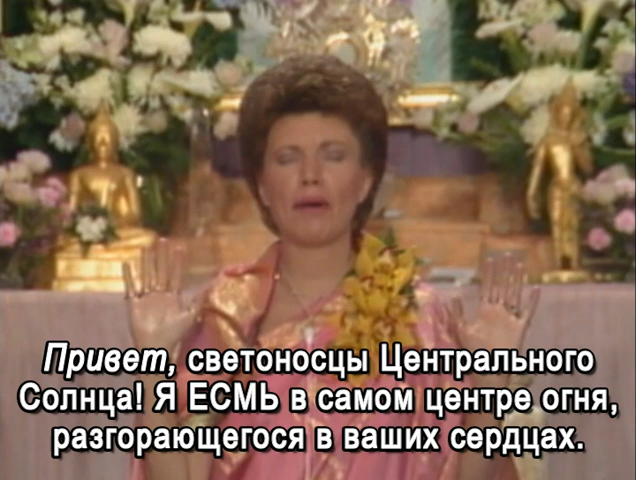 Привет, светоносцы Центрального
Солнца! Я ЕСМЬ в самом центре огня,
разгорающегося в ваших сердцах.